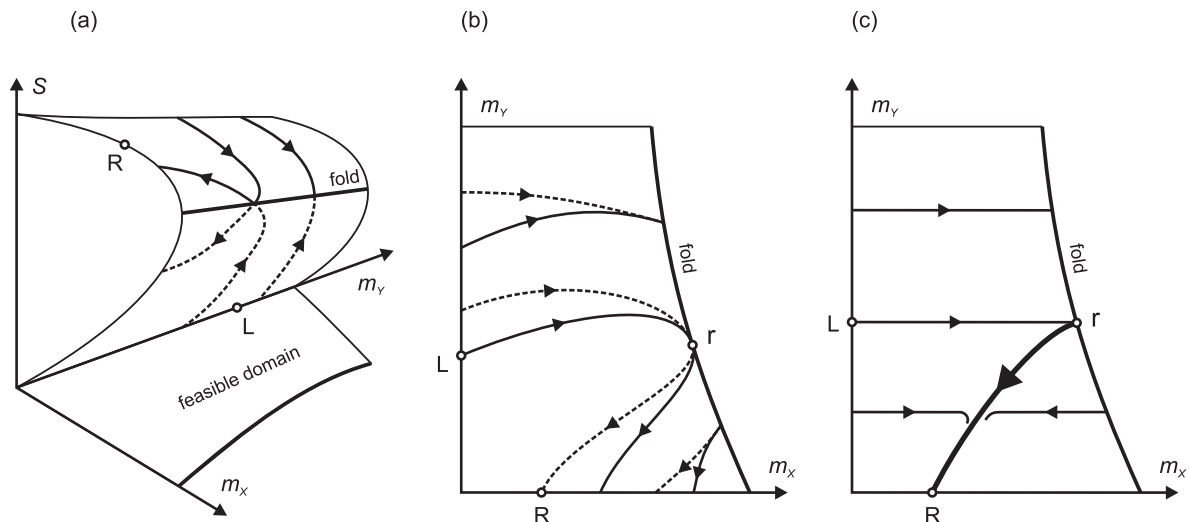 (a)
S
R
fold
m_Y
L
feasible domain
m_X
(b)
m_Y
fold
r
L
m_X
R
(c)
m_Y
fold
L
r
m_X
R